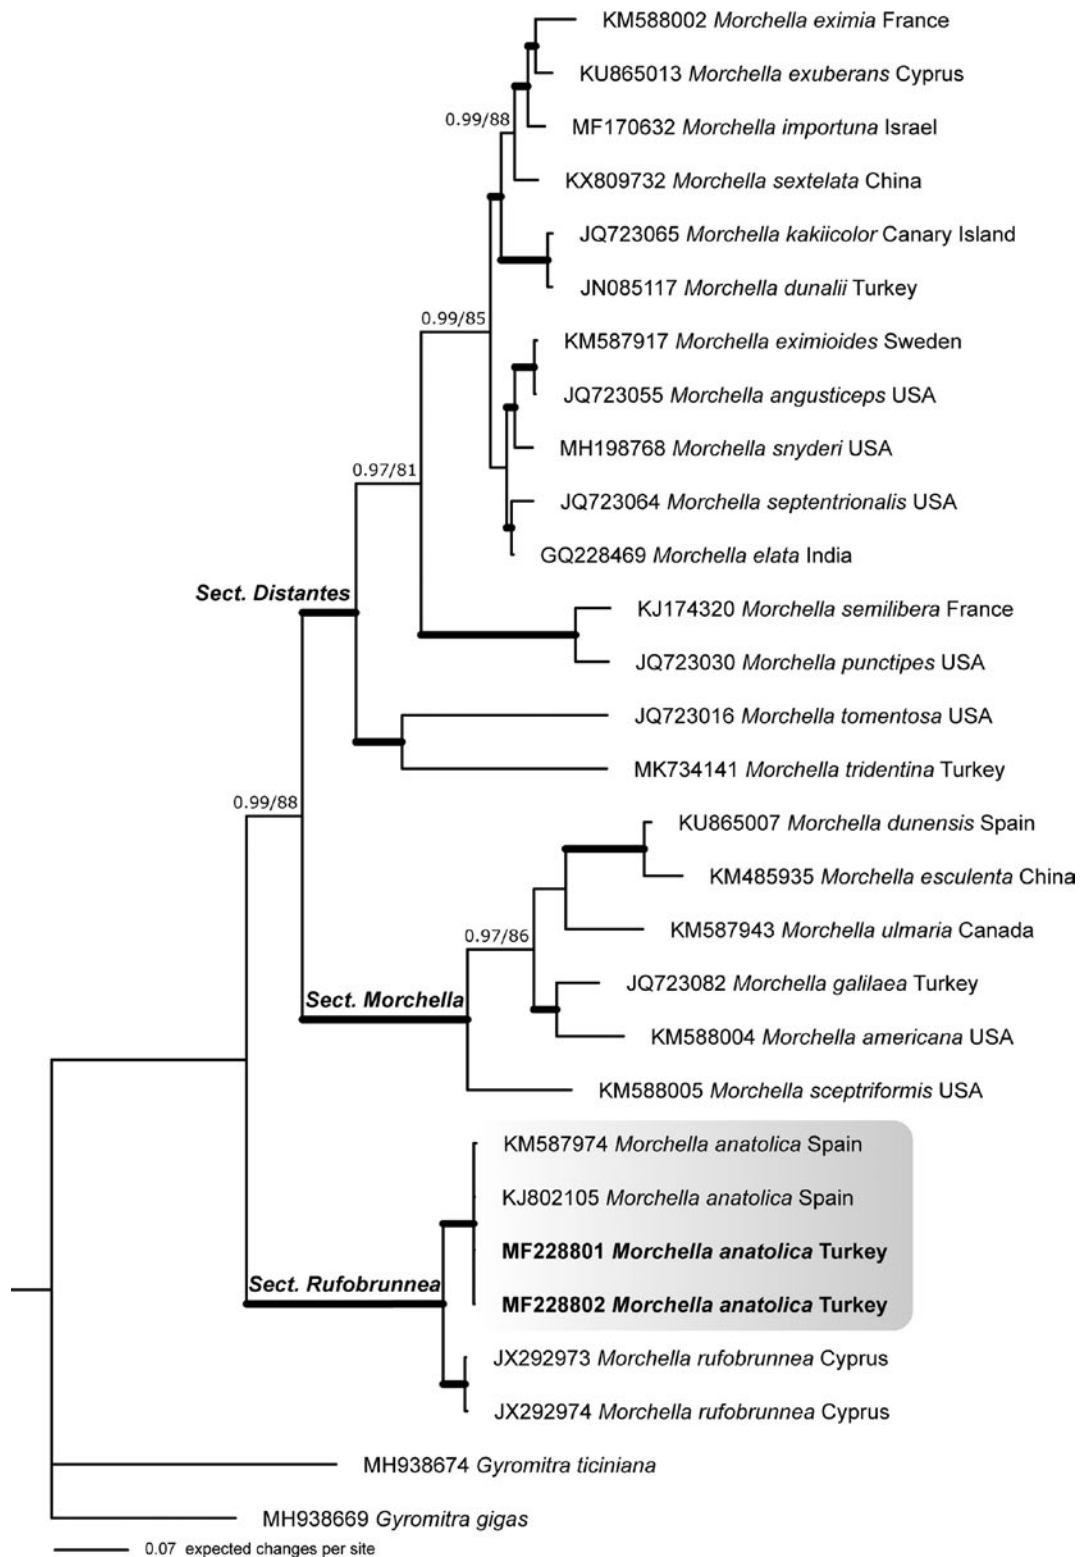 KM588002 Morchella eximia France
KU865013 Morchella exuberans Cyprus
0.99/88
MF170632 Morchella importuna Israel
KX809732 Morchella sextelata China
JQ723065 Morchella kakiicolor Canary Island
JN085117 Morchella dunalii Turkey
0.99/85
KM587917 Morchella eximioides Sweden
JQ723055 Morchella angusticeps USA
MH198768 Morchella snyderi USA
0.97/81
JQ723064 Morchella septentrionalis USA
GQ228469 Morchella elata India
Sect. Distantes
KJ174320 Morchella semilibera France
JQ723030 Morchella punctipes USA
JQ723016 Morchella tomentosa USA
MK734141 Morchella tridentina Turkey
0.99/88
KU865007 Morchella dunensis Spain
KM485935 Morchella esculenta China
KM587943 Morchella ulmaria Canada
0.97/86
JQ723082 Morchella galilaea Turkey
Sect. Morchella
KM588004 Morchella americana USA
KM588005 Morchella sceptriformis USA
KM587974 Morchella anatolica Spain
KJ802105 Morchella anatolica Spain
MF228801 Morchella anatolica Turkey
Sect. Rufobrunnea
MF228802 Morchella anatolica Turkey
JX292973 Morchella rufobrunnea Cyprus
JX292974 Morchella rufobrunnea Cyprus
MH938674 Gyromitra ticiniana
MH938669 Gyromitra gigas
0.07 expected changes per site